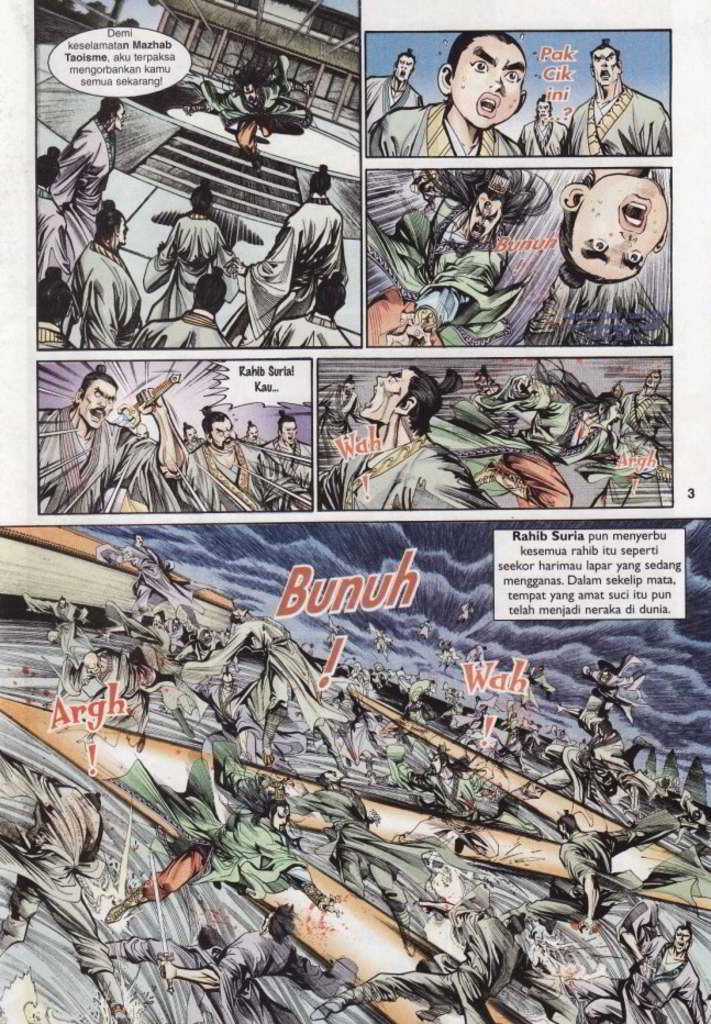 Demi
keselamatan Mazhab
Taoisme, aku terpaksa
mengorbankan kamu
semua sekarang!
Pak
Cik
ini
...?
Bunuh
!
Rahib Suria!
Kau...
Wah
!
Argh
!
3
Rahib Suria pun menyerbu
kesemua rahib itu seperti
seekor harimau lapar yang sedang
mengganas. Dalam sekelip mata,
tempat yang amat suci itu pun
telah menjadi neraka di dunia.
Bunuh
!
Wah
!
Argh
!